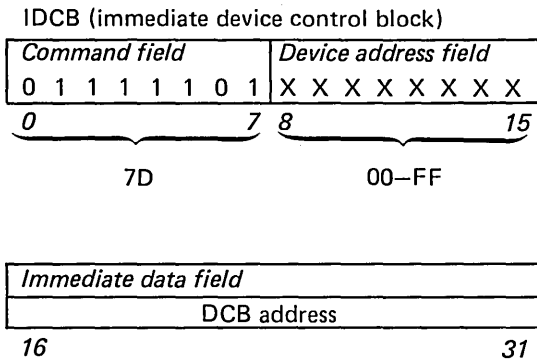 IDCB (immediate device control block)
Command field Device address field
0 1 1 1 1 1 0 1 X X X X X X X X
0 7 8 15
7D 00–FF
Immediate data field
DCB address
16 31